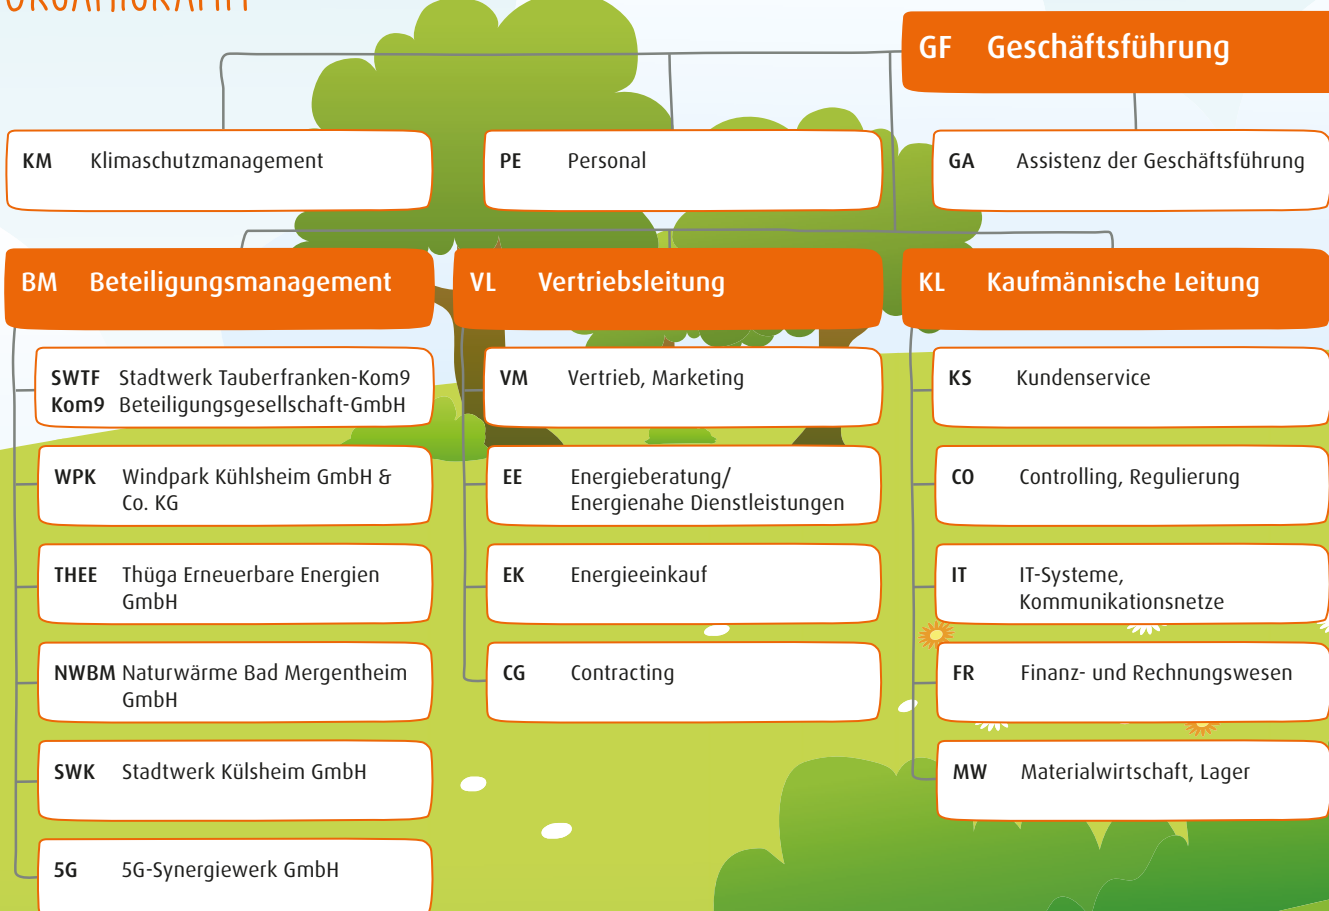 ORGANIGRAMM
GF Geschäftsführung
KM Klimaschutzmanagement
PE Personal
GA Assistenz der Geschäftsführung
BM Beteiligungsmanagement
VL Vertriebsleitung
KL Kaufmännische Leitung
SWTF Stadtwerk Tauberfranken-Kom9
Kom9 Beteiligungsgesellschaft-GmbH
WPK Windpark Kühlsheim GmbH &
Co. KG
THEE Thüga Erneuerbare Energien
GmbH
NWBM Naturwärme Bad Mergentheim
GmbH
SWK Stadtwerk Külsheim GmbH
5G 5G-Synergiewerk GmbH
VM Vertrieb, Marketing
EE Energieberatung/
Energienahe Dienstleistungen
EK Energieeinkauf
CG Contracting
KS Kundenservice
CO Controlling, Regulierung
IT IT-Systeme,
Kommunikationsnetze
FR Finanz- und Rechnungswesen
MW Materialwirtschaft, Lager